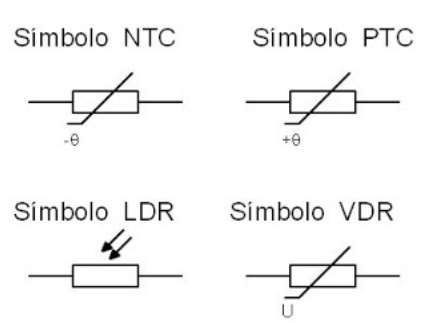 Símbolo NTC
Símbolo PTC
-θ
+θ
Símbolo LDR
Símbolo VDR
U